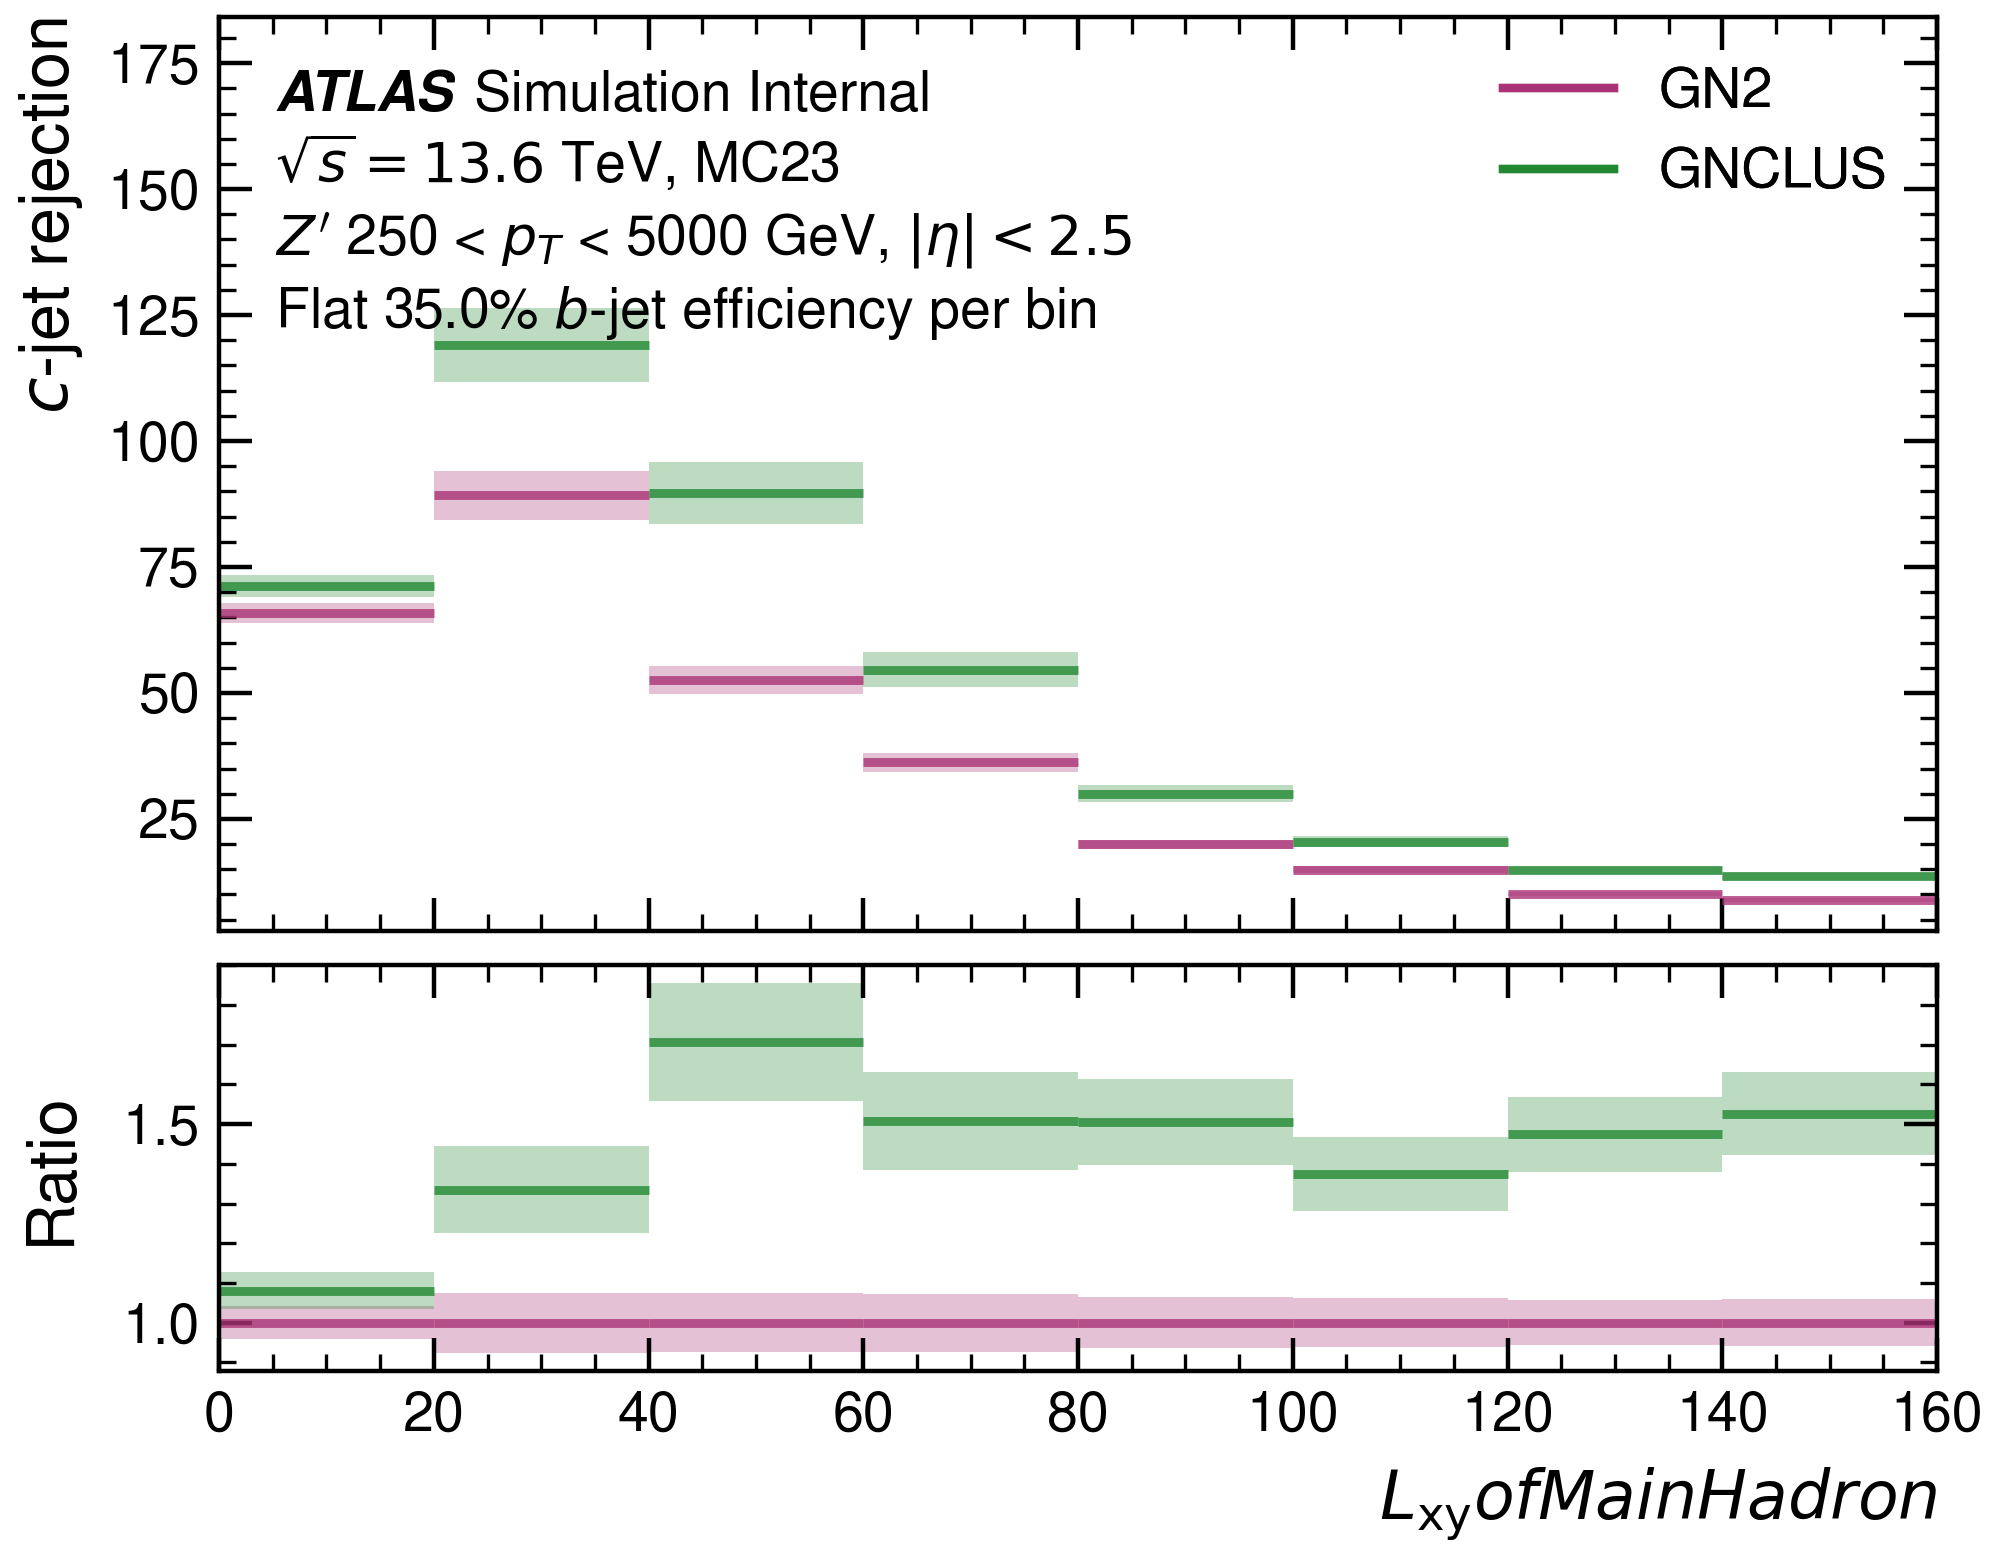 c-jet rejection
175
150
125
100
75
50
25
ATLAS Simulation Internal
√s = 13.6 TeV, MC23
Z′ 250 < p_T < 5000 GeV, |η| < 2.5
Flat 35.0% b-jet efficiency per bin
GN2
GNCLUS
Ratio
1.5
1.0
0 20 40 60 80 100 120 140 160
L_xy of MainHadron